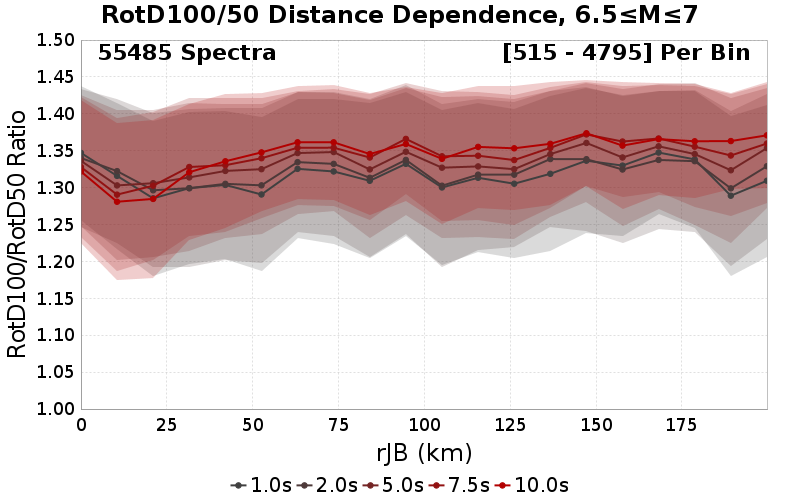 RotD100/50 Distance Dependence, 6.5≤M≤7
55485 Spectra
[515 - 4795] Per Bin
RotD100/RotD50 Ratio
1.50
1.45
1.40
1.35
1.30
1.25
1.20
1.15
1.10
1.05
1.00
0 25 50 75 100 125 150 175
rJB (km)
1.0s 2.0s 5.0s 7.5s 10.0s